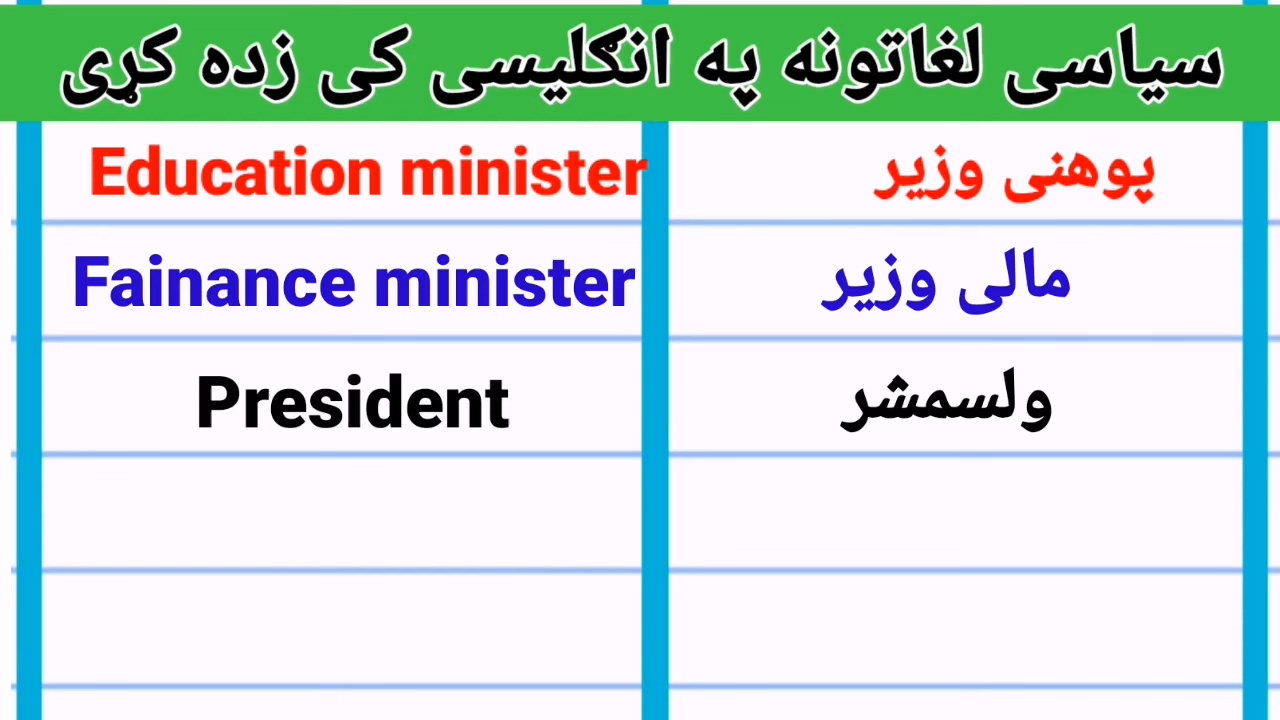 سیاسی لغاتونه په انګلیسی کی زده کړی
Education minister پوهنی وزیر
Fainance minister مالی وزیر
President ولسمشر